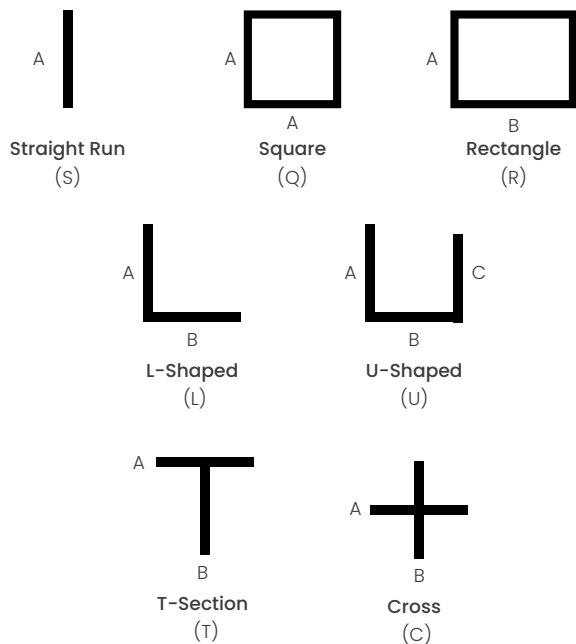 A
A
A
A
B
Straight Run
(S)
Square
(Q)
Rectangle
(R)
A
B
L-Shaped
(L)
A
C
B
U-Shaped
(U)
A
B
T-Section
(T)
A
B
Cross
(C)